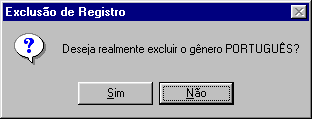 Exclusão de Registro
Deseja realmente excluir o gênero PORTUGUÊS?
Sim
Não